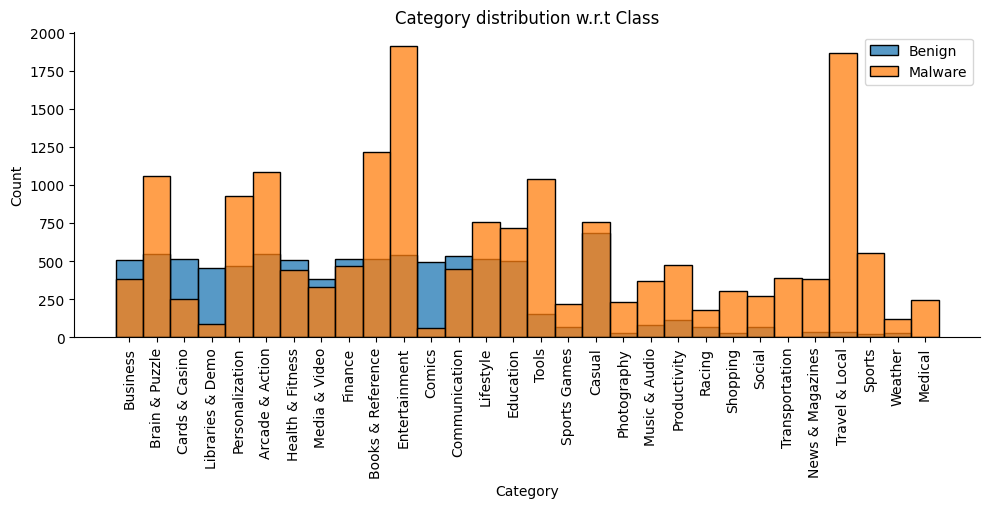 Category distribution w.r.t Class
Benign
Malware
2000
1750
1500
1250
1000
750
500
250
0
Count
Business
Brain & Puzzle
Cards & Casino
Libraries & Demo
Personalization
Arcade & Action
Health & Fitness
Media & Video
Finance
Books & Reference
Entertainment
Comics
Communication
Lifestyle
Education
Tools
Sports Games
Casual
Photography
Music & Audio
Productivity
Racing
Shopping
Social
Transportation
News & Magazines
Travel & Local
Sports
Weather
Medical
Category